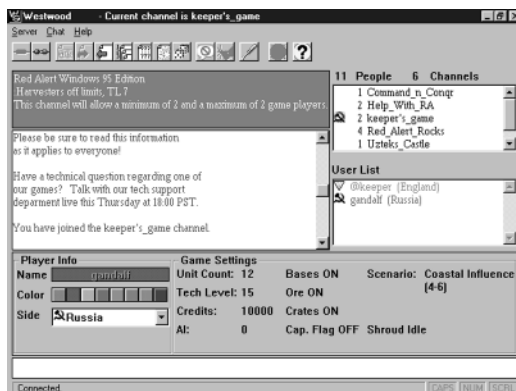 Westwood - Current channel is keeper's_game
Server Chat Help
Red Alert Windows 95 Edition
:Harvesters off limits, TL 7
This channel will allow a minimum of 2 and a maximum of 2 game players.
11 People 6 Channels
1 Command_n_Conqr
2 Help_With_RA
2 keeper's_game
4 Red_Alert_Rocks
1 Uzteks_Castle
Please be sure to read this information
as it applies to everyone!
Have a technical question regarding one of
our games? Talk with our tech support
deparment live this Thursday at 18:00 PST.
You have joined the keeper's_game channel.
User List
@keeper (England)
gandalf (Russia)
Player Info
Name gandalf
Color
Side Russia
Game Settings
Unit Count: 12 Bases ON Scenario: Coastal Influence
[4-6]
Tech Level: 15 Ore ON
Credits: 10000 Crates ON
AI: 0 Cap. Flag OFF Shroud Idle
Connected
CAPS NUM SCRL